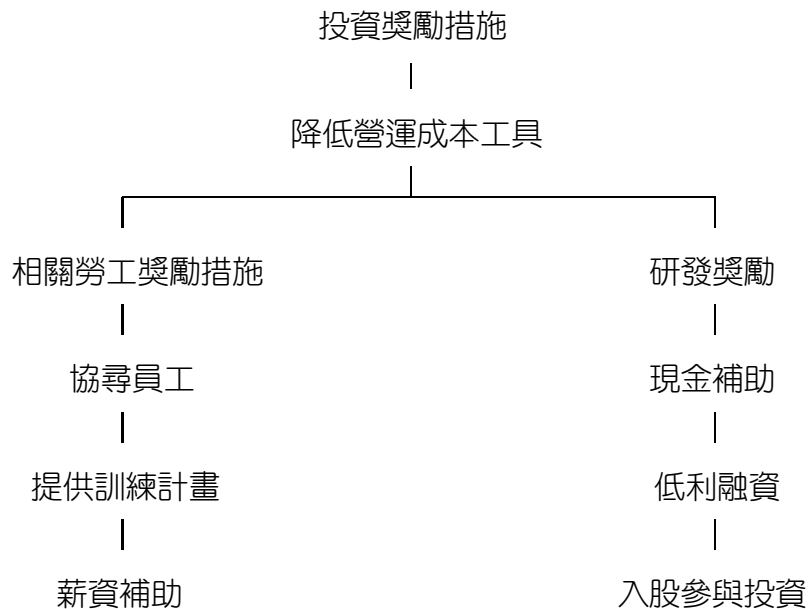 投資獎勵措施
降低營運成本工具
相關勞工獎勵措施
研發獎勵
協尋員工
現金補助
提供訓練計畫
低利融資
薪資補助
入股參與投資